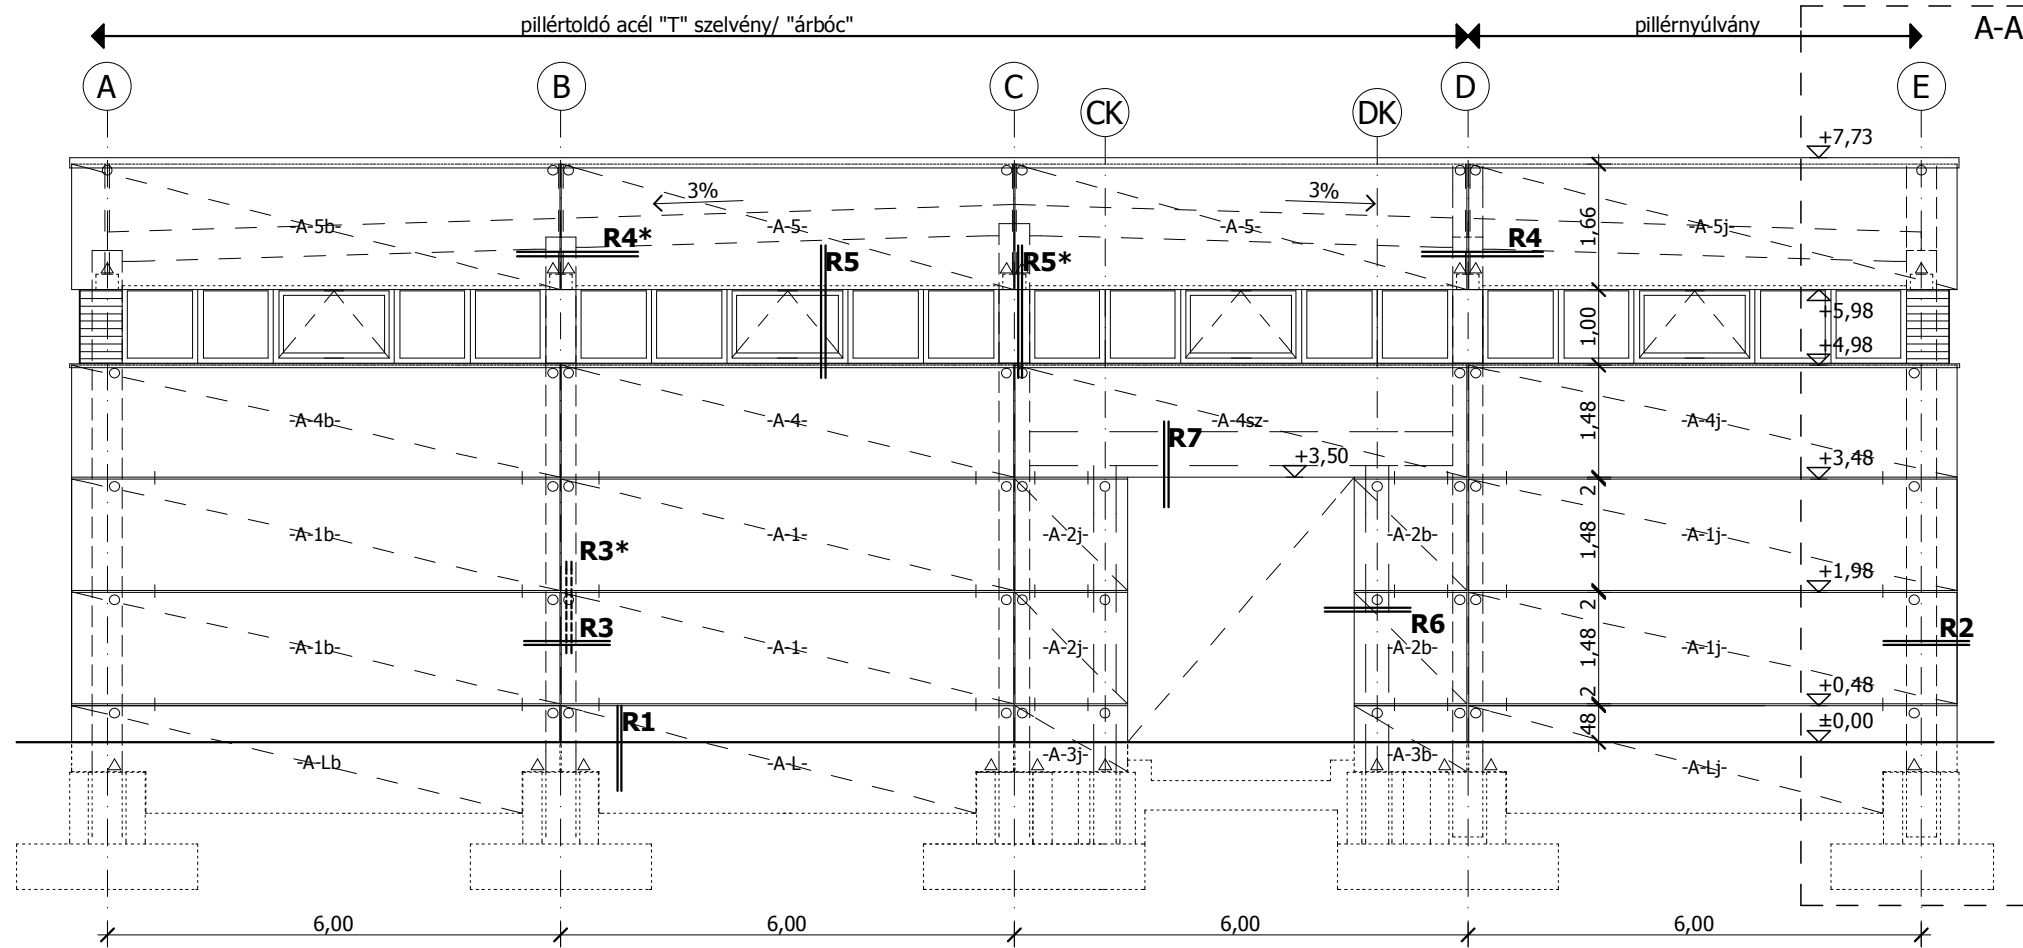 pillértoldó acél "T" szelvény/ "árbóc"
pillérnyúlvány
A-A
A
B
C
CK
DK
D
E
+7,73
3%
3%
-A-5b-
-A-5-
-A-5-
-A-5j-
1,66
R4*
R5
R5*
R4
+5,98
1,00
+4,98
-A-4b-
-A-4-
-A-4sz-
-A-4j-
1,48
R7
+3,50
+3,48
2
-A-1b-
-A-1-
-A-2j-
-A-2b-
1,48
-A-1j-
R3*
+1,98
2
R3
R6
R2
-A-1b-
-A-1-
-A-2j-
-A-2b-
1,48
-A-1j-
+0,48
2
R1
48
±0,00
-A-Lb
-A-L-
-A-3j-
-A-3b-
-A-Lj-
6,00
6,00
6,00
6,00